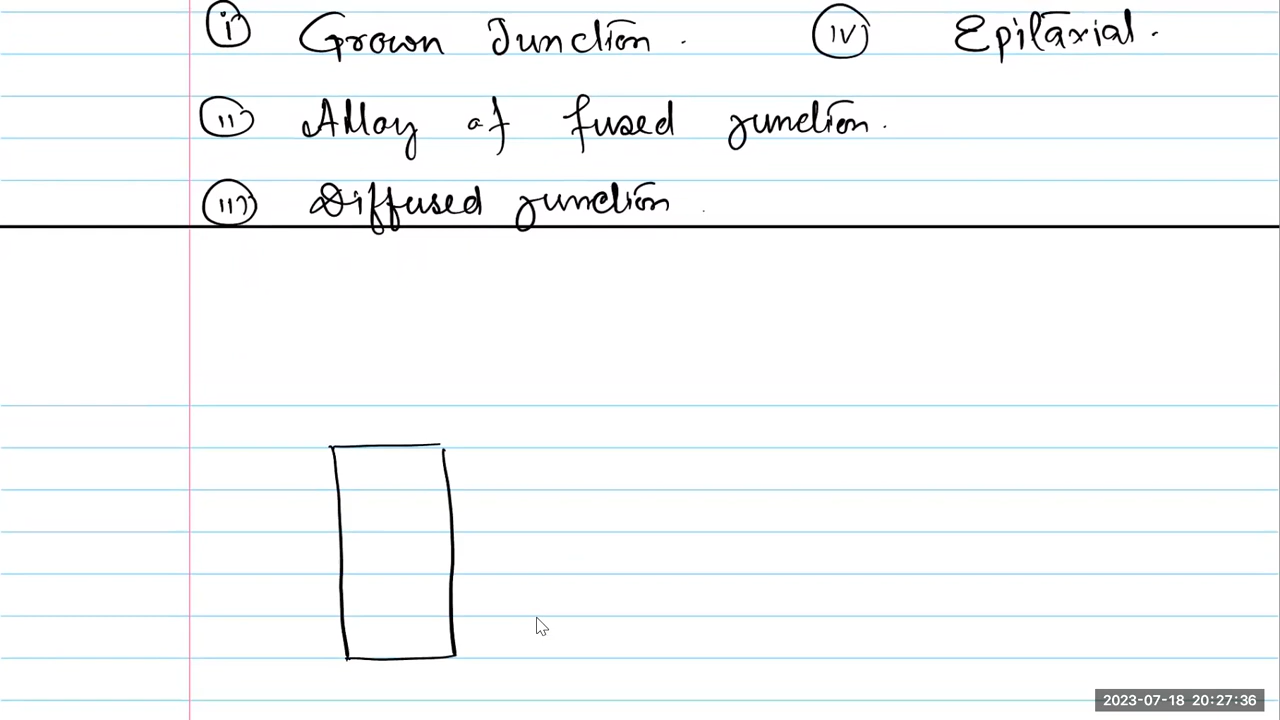 (i) Grown Junction. (iv) Epitaxial.
(ii) Alloy of fused junction.
(iii) Diffused junction.
2023-07-18 20:27:36